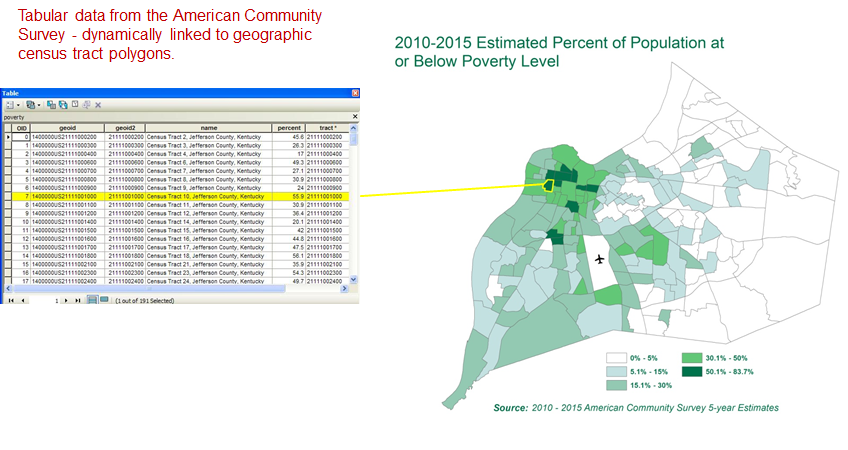 Tabular data from the American Community
Survey - dynamically linked to geographic
census tract polygons.
2010-2015 Estimated Percent of Population at
or Below Poverty Level
Table
poverty
OID geoid geoid2 name percent tract *
0 1400000US21111000200 21111000200 Census Tract 2, Jefferson County, Kentucky 45.6 21111000200
1 1400000US21111000300 21111000300 Census Tract 3, Jefferson County, Kentucky 26.3 21111000300
2 1400000US21111000400 21111000400 Census Tract 4, Jefferson County, Kentucky 17 21111000400
3 1400000US21111000600 21111000600 Census Tract 6, Jefferson County, Kentucky 49.3 21111000600
4 1400000US21111000700 21111000700 Census Tract 7, Jefferson County, Kentucky 27.1 21111000700
5 1400000US21111000800 21111000800 Census Tract 8, Jefferson County, Kentucky 30.9 21111000800
6 1400000US21111000900 21111000900 Census Tract 9, Jefferson County, Kentucky 24 21111000900
7 1400000US21111001000 21111001000 Census Tract 10, Jefferson County, Kentucky 55.9 21111001000
8 1400000US21111001100 21111001100 Census Tract 11, Jefferson County, Kentucky 30.9 21111001100
9 1400000US21111001200 21111001200 Census Tract 12, Jefferson County, Kentucky 36.4 21111001200
10 1400000US21111001400 21111001400 Census Tract 14, Jefferson County, Kentucky 20.1 21111001400
11 1400000US21111001500 21111001500 Census Tract 15, Jefferson County, Kentucky 42 21111001500
12 1400000US21111001600 21111001600 Census Tract 16, Jefferson County, Kentucky 44.8 21111001600
13 1400000US21111001700 21111001700 Census Tract 17, Jefferson County, Kentucky 47.5 21111001700
14 1400000US21111001800 21111001800 Census Tract 18, Jefferson County, Kentucky 56.1 21111001800
15 1400000US21111002100 21111002100 Census Tract 21, Jefferson County, Kentucky 35.9 21111002100
16 1400000US21111002300 21111002300 Census Tract 23, Jefferson County, Kentucky 54.3 21111002300
17 1400000US21111002400 21111002400 Census Tract 24, Jefferson County, Kentucky 49.7 21111002400
1 (1 out of 191 Selected)
0% - 5% 30.1% - 50%
5.1% - 15% 50.1% - 83.7%
15.1% - 30%
Source: 2010 - 2015 American Community Survey 5-year Estimates